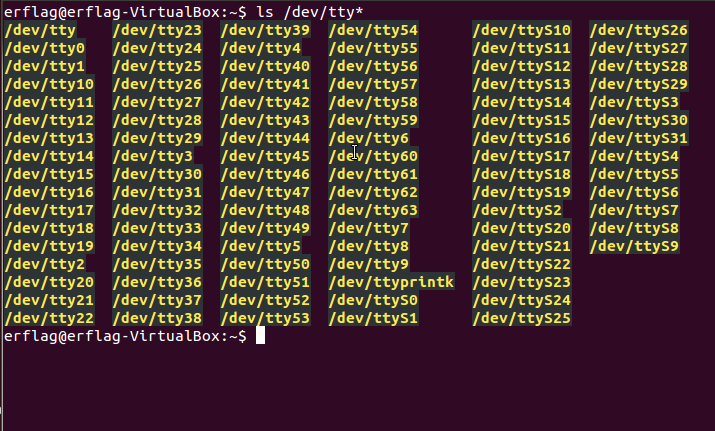 erflag@erflag-VirtualBox:~$ ls /dev/tty*
/dev/tty /dev/tty23 /dev/tty39 /dev/tty54 /dev/ttyS10 /dev/ttyS26
/dev/tty0 /dev/tty24 /dev/tty4 /dev/tty55 /dev/ttyS11 /dev/ttyS27
/dev/tty1 /dev/tty25 /dev/tty40 /dev/tty56 /dev/ttyS12 /dev/ttyS28
/dev/tty10 /dev/tty26 /dev/tty41 /dev/tty57 /dev/ttyS13 /dev/ttyS29
/dev/tty11 /dev/tty27 /dev/tty42 /dev/tty58 /dev/ttyS14 /dev/ttyS3
/dev/tty12 /dev/tty28 /dev/tty43 /dev/tty59 /dev/ttyS15 /dev/ttyS30
/dev/tty13 /dev/tty29 /dev/tty44 /dev/tty6 /dev/ttyS16 /dev/ttyS31
/dev/tty14 /dev/tty3 /dev/tty45 /dev/tty60 /dev/ttyS17 /dev/ttyS4
/dev/tty15 /dev/tty30 /dev/tty46 /dev/tty61 /dev/ttyS18 /dev/ttyS5
/dev/tty16 /dev/tty31 /dev/tty47 /dev/tty62 /dev/ttyS19 /dev/ttyS6
/dev/tty17 /dev/tty32 /dev/tty48 /dev/tty63 /dev/ttyS2 /dev/ttyS7
/dev/tty18 /dev/tty33 /dev/tty49 /dev/tty7 /dev/ttyS20 /dev/ttyS8
/dev/tty19 /dev/tty34 /dev/tty5 /dev/tty8 /dev/ttyS21 /dev/ttyS9
/dev/tty2 /dev/tty35 /dev/tty50 /dev/tty9 /dev/ttyS22
/dev/tty20 /dev/tty36 /dev/tty51 /dev/ttyprintk /dev/ttyS23
/dev/tty21 /dev/tty37 /dev/tty52 /dev/ttyS0 /dev/ttyS24
/dev/tty22 /dev/tty38 /dev/tty53 /dev/ttyS1 /dev/ttyS25
erflag@erflag-VirtualBox:~$